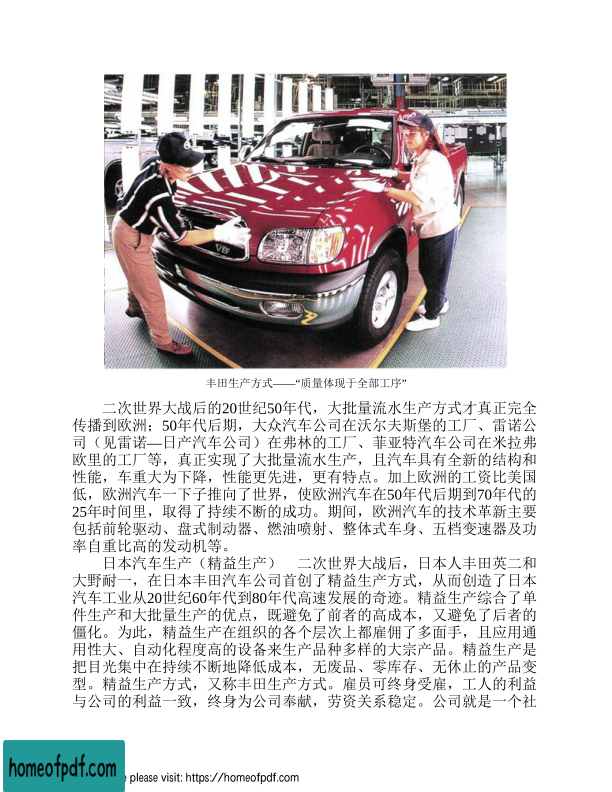 V8
丰田生产方式——“质量体现于全部工序”
二次世界大战后的20世纪50年代，大批量流水生产方式才真正完全
传播到欧洲；50年代后期，大众汽车公司在沃尔夫斯堡的工厂、雷诺公
司（见雷诺—日产汽车公司）在弗林的工厂、菲亚特汽车公司在米拉弗
欧里的工厂等，真正实现了大批量流水生产，且汽车具有全新的结构和
性能，车重大为下降，性能更先进，更有特点。加上欧洲的工资比美国
低，欧洲汽车一下子推向了世界，使欧洲汽车在50年代后期到70年代的
25年时间里，取得了持续不断的成功。期间，欧洲汽车的技术革新主要
包括前轮驱动、盘式制动器、燃油喷射、整体式车身、五档变速器及功
率自重比高的发动机等。
日本汽车生产（精益生产） 二次世界大战后，日本人丰田英二和
大野耐一，在日本丰田汽车公司首创了精益生产方式，从而创造了日本
汽车工业从20世纪60年代到80年代高速发展的奇迹。精益生产综合了单
件生产和大批量生产的优点，既避免了前者的高成本，又避免了后者的
僵化。为此，精益生产在组织的各个层次上都雇佣了多面手，且应用通
用性大、自动化程度高的设备来生产品种多样的大宗产品。精益生产是
把目光集中在持续不断地降低成本，无废品、零库存、无休止的产品变
型。精益生产方式，又称丰田生产方式。雇员可终身受雇，工人的利益
与公司的利益一致，终身为公司奉献，劳资关系稳定。公司就是一个社
homeofpdf.com
please visit: https://homeofpdf.com